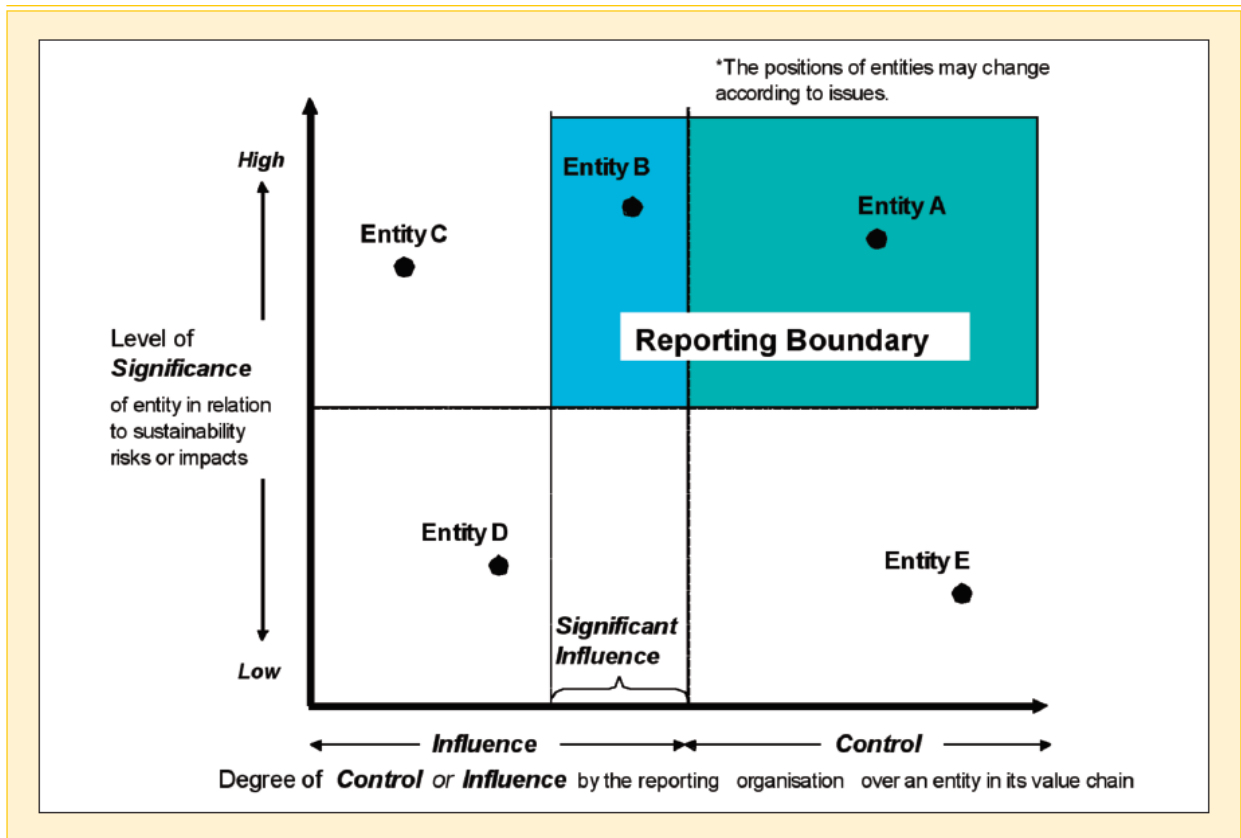 *The positions of entities may change
according to issues.
High
Entity B
Entity A
Entity C
Level of
Significance
of entity in relation
to sustainability
risks or impacts
Reporting Boundary
Entity D
Entity E
Significant
Influence
Low
Influence
Control
Degree of Control or Influence by the reporting organisation over an entity in its value chain